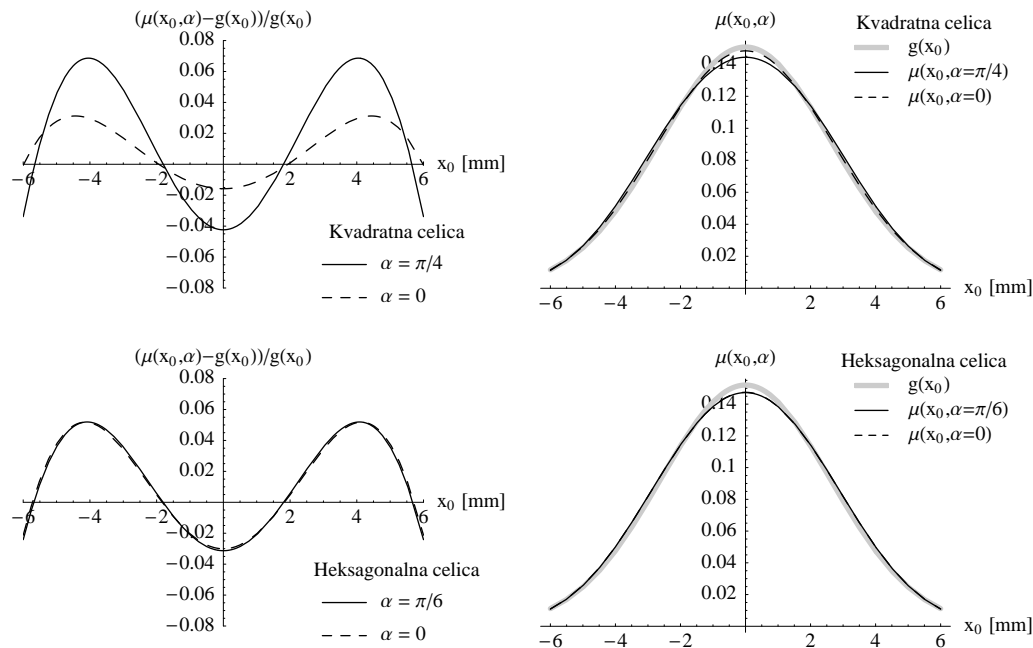 (μ(x₀,α)−g(x₀))/g(x₀)
0.08
0.06
0.04
0.02
−0.02
−0.04
−0.06
−0.08
−6 −4 −2 2 4 6
x₀ [mm]
Kvadratna celica
α = π/4
α = 0
μ(x₀,α)
0.14
0.12
0.1
0.08
0.06
0.04
0.02
−6 −4 −2 2 4 6
x₀ [mm]
Kvadratna celica
g(x₀)
μ(x₀,α=π/4)
μ(x₀,α=0)
(μ(x₀,α)−g(x₀))/g(x₀)
0.08
0.06
0.04
0.02
−0.02
−0.04
−0.06
−0.08
−6 −4 −2 2 4 6
x₀ [mm]
Heksagonalna celica
α = π/6
α = 0
μ(x₀,α)
0.14
0.12
0.1
0.08
0.06
0.04
0.02
−6 −4 −2 2 4 6
x₀ [mm]
Heksagonalna celica
g(x₀)
μ(x₀,α=π/6)
μ(x₀,α=0)